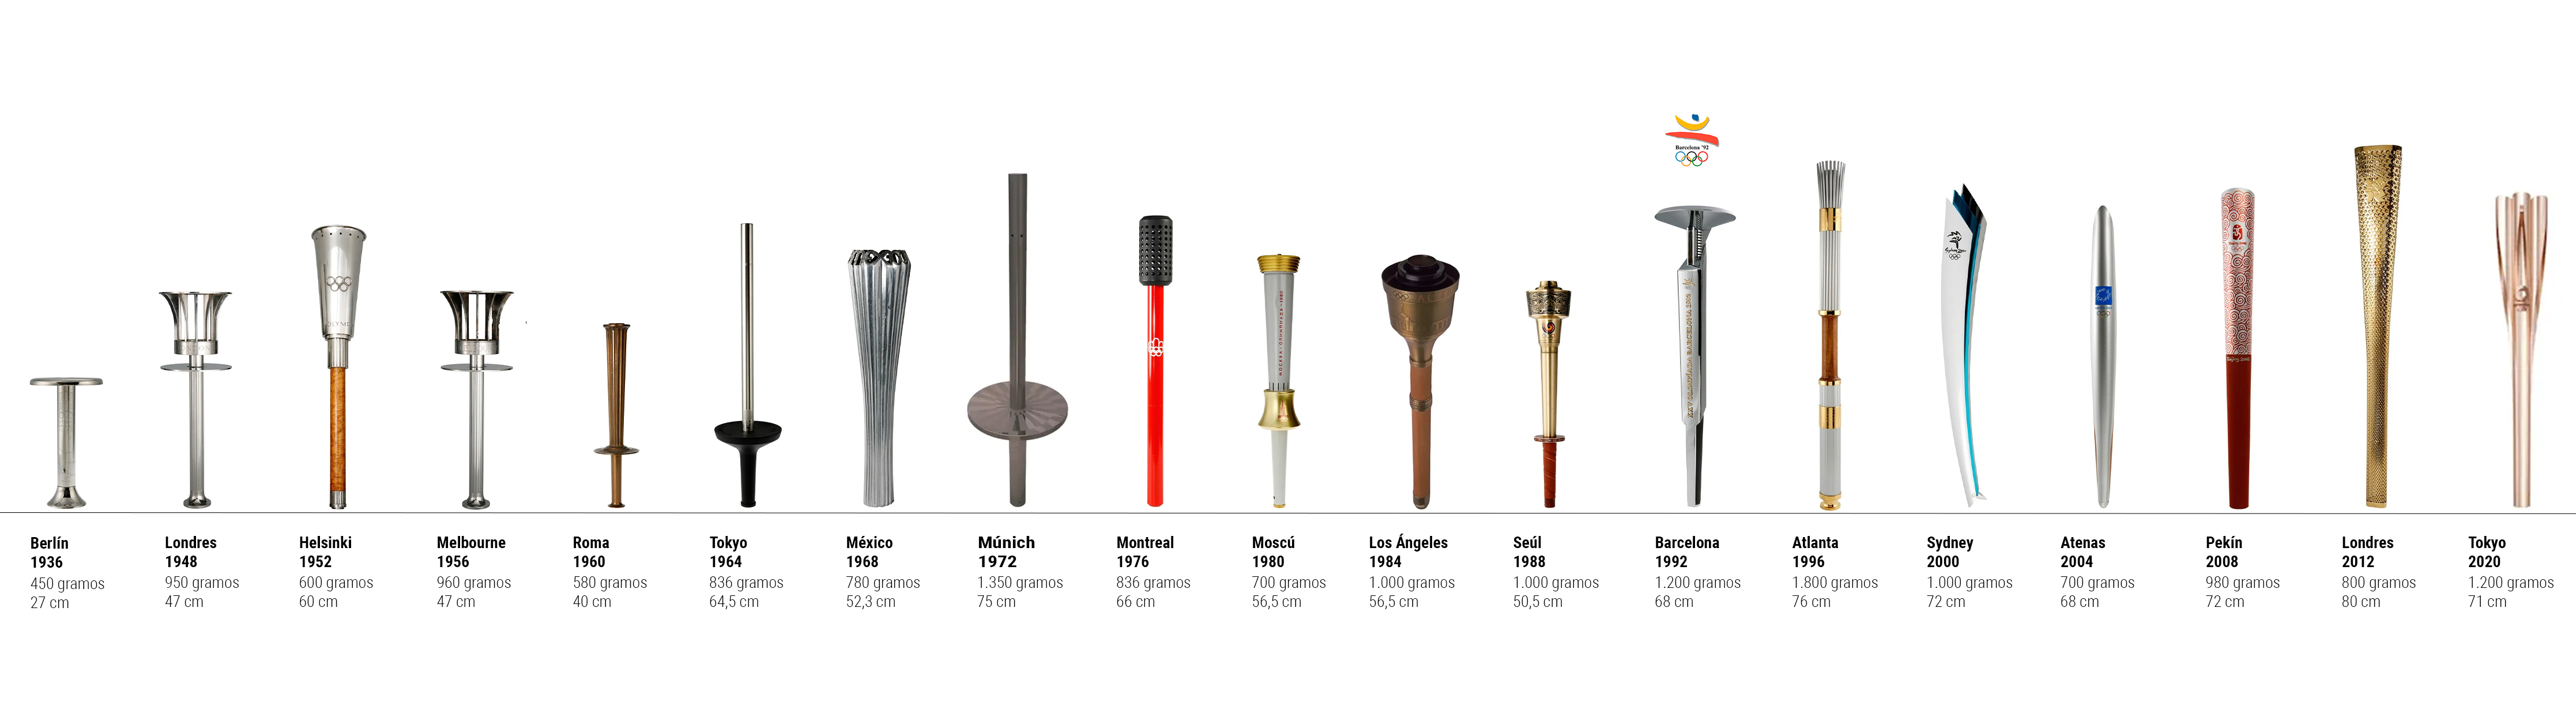 Barcelona '92
Berlín
1936
450 gramos
27 cm
Londres
1948
950 gramos
47 cm
Helsinki
1952
600 gramos
60 cm
Melbourne
1956
960 gramos
47 cm
Roma
1960
580 gramos
40 cm
Tokyo
1964
836 gramos
64,5 cm
México
1968
780 gramos
52,3 cm
Múnich
1972
1.350 gramos
75 cm
Montreal
1976
836 gramos
66 cm
Moscú
1980
700 gramos
56,5 cm
Los Ángeles
1984
1.000 gramos
56,5 cm
Seúl
1988
1.000 gramos
50,5 cm
Barcelona
1992
1.200 gramos
68 cm
Atlanta
1996
1.800 gramos
76 cm
Sydney
2000
1.000 gramos
72 cm
Atenas
2004
700 gramos
68 cm
Pekín
2008
980 gramos
72 cm
Londres
2012
800 gramos
80 cm
Tokyo
2020
1.200 gramos
71 cm